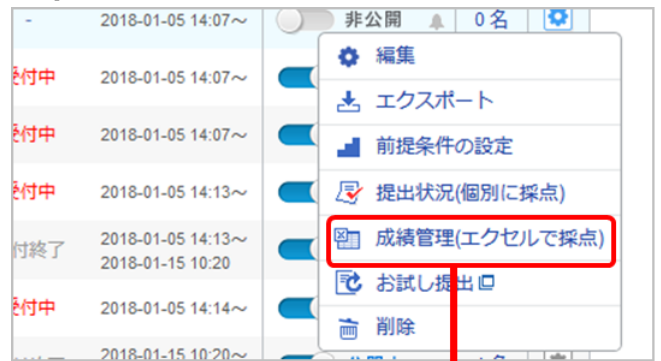 - 2018-01-05 14:07～ 非公開 0名
編集
受付中 2018-01-05 14:07～
エクスポート
受付中 2018-01-05 14:07～
前提条件の設定
受付中 2018-01-05 14:13～
提出状況(個別に採点)
付終了 2018-01-05 14:13～
2018-01-15 10:20
成績管理(エクセルで採点)
お試し提出
受付中 2018-01-05 14:14～
削除
2018-01-15 10:20～